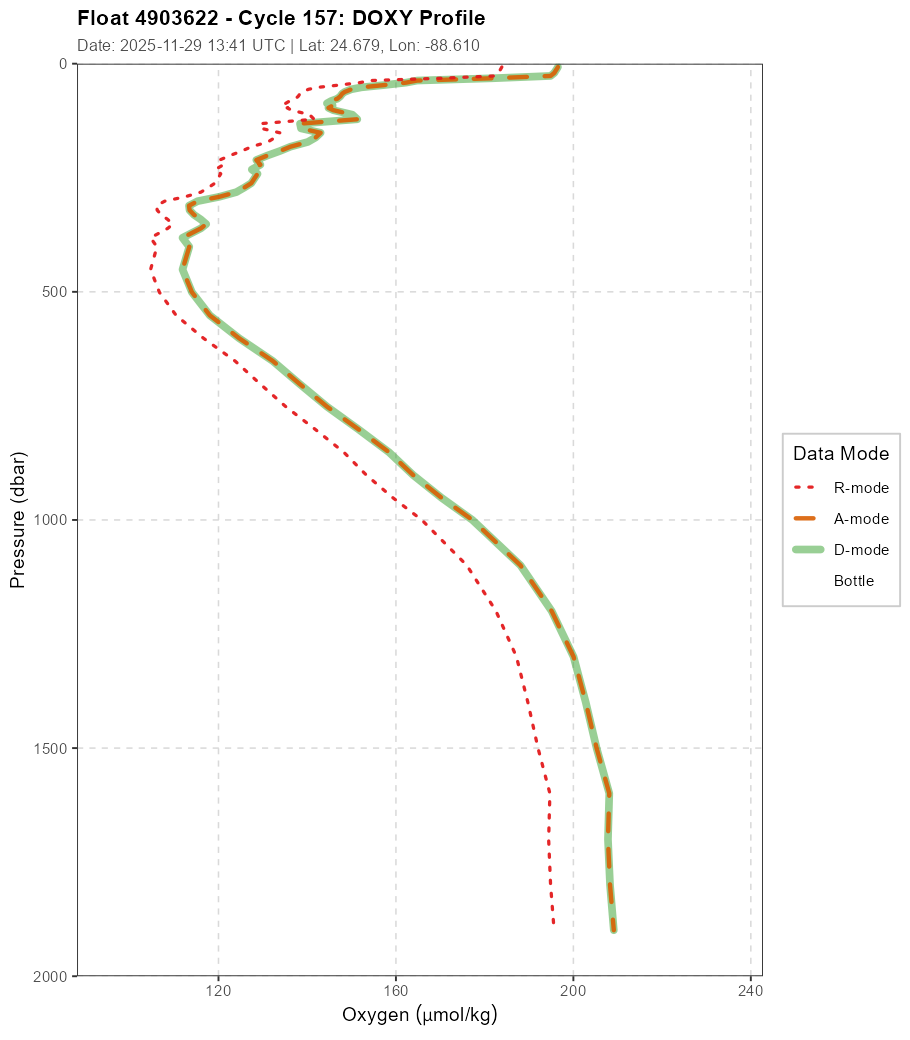 Float 4903622 - Cycle 157: DOXY Profile
Date: 2025-11-29 13:41 UTC | Lat: 24.679, Lon: -88.610
0
500
1000
1500
2000
Pressure (dbar)
120 160 200 240
Oxygen (μmol/kg)
Data Mode
R-mode
A-mode
D-mode
Bottle